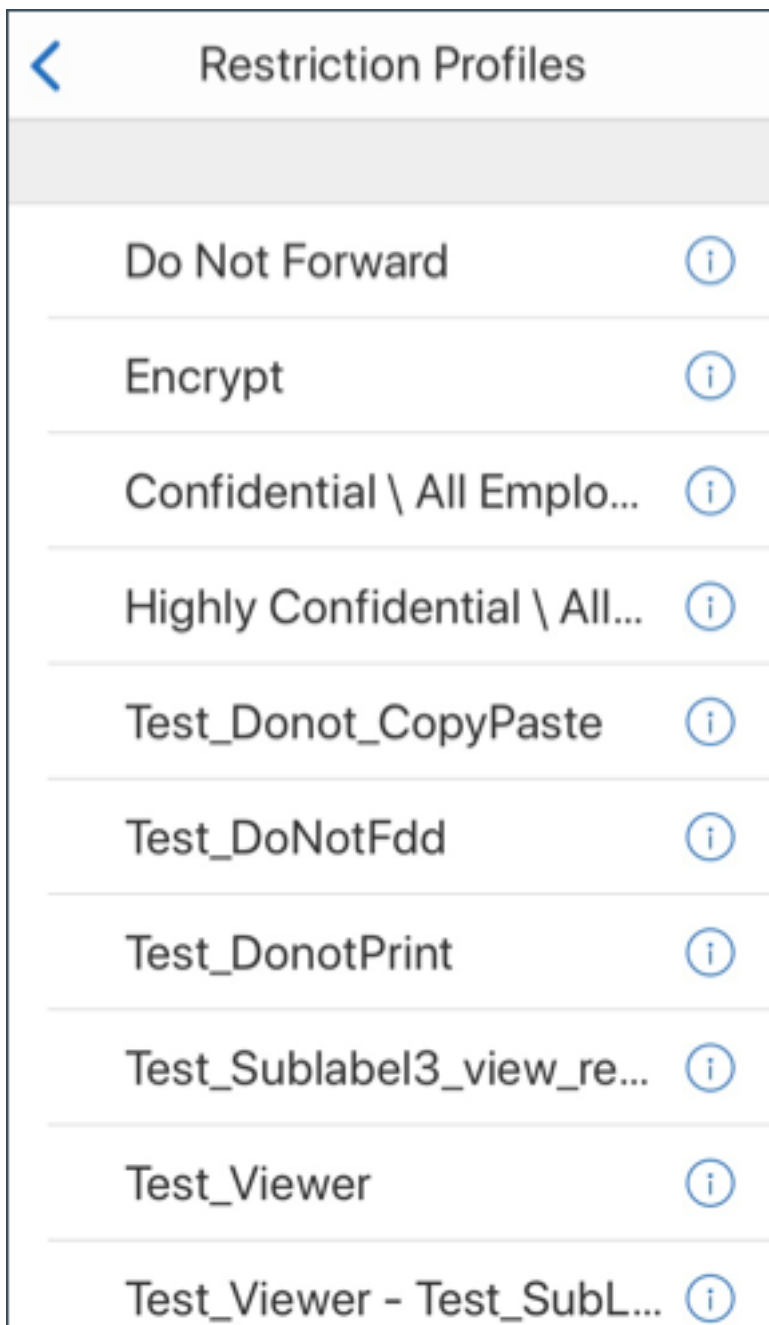 Restriction Profiles
Do Not Forward
Encrypt
Confidential \ All Emplo...
Highly Confidential \ All...
Test_Donot_CopyPaste
Test_DoNotFdd
Test_DonotPrint
Test_Sublabel3_view_re...
Test_Viewer
Test_Viewer - Test_SubL...